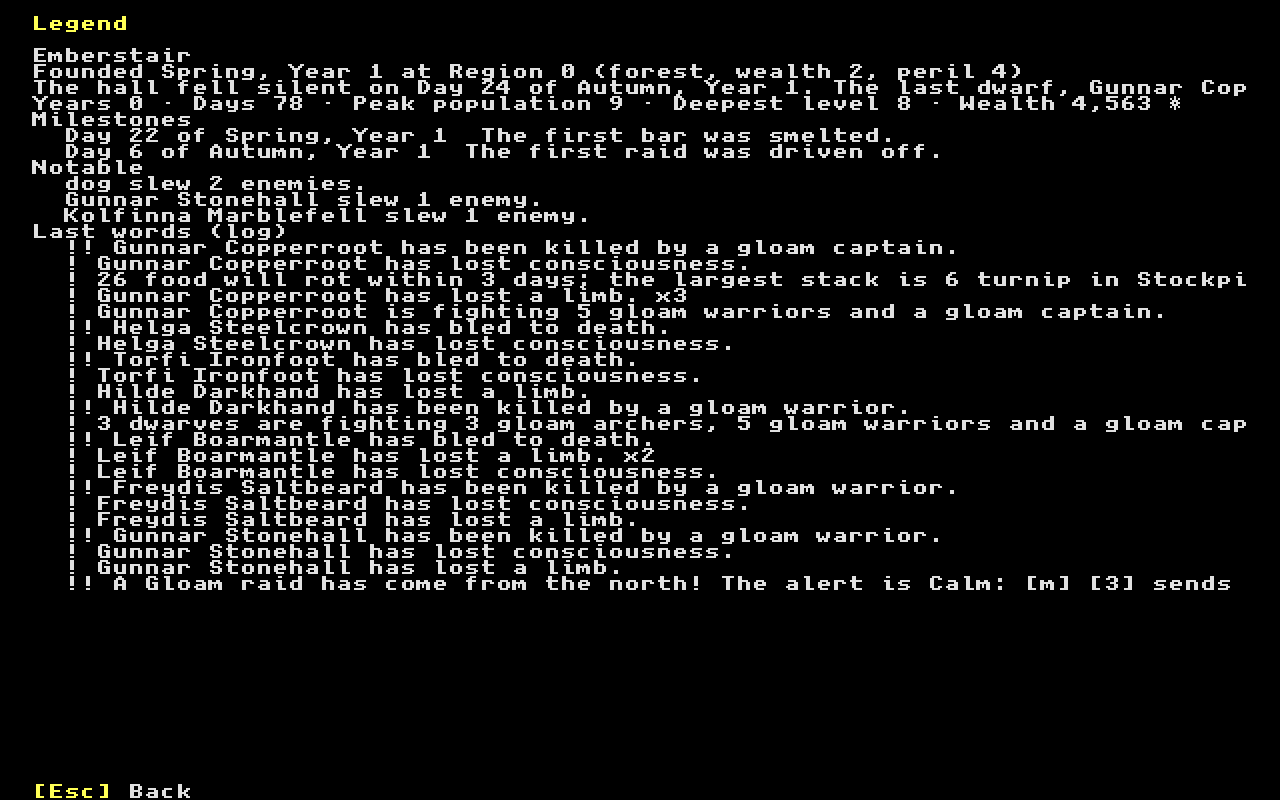 Legend
Emberstair
Founded Spring, Year 1 at Region 0 (forest, wealth 2, peril 4)
The hall fell silent on Day 24 of Autumn, Year 1. The last dwarf, Gunnar Cop
Years 0 · Days 78 · Peak population 9 · Deepest level 8 · Wealth 4,563 *
Milestones
Day 22 of Spring, Year 1  The first bar was smelted.
Day 6 of Autumn, Year 1  The first raid was driven off.
Notable
dog slew 2 enemies.
Gunnar Stonehall slew 1 enemy.
Kolfinna Marblefell slew 1 enemy.
Last words (log)
!! Gunnar Copperroot has been killed by a gloam captain.
! Gunnar Copperroot has lost consciousness.
! 26 food will rot within 3 days; the largest stack is 6 turnip in Stockpi
! Gunnar Copperroot has lost a limb. x3
! Gunnar Copperroot is fighting 5 gloam warriors and a gloam captain.
!! Helga Steelcrown has bled to death.
! Helga Steelcrown has lost consciousness.
!! Torfi Ironfoot has bled to death.
! Torfi Ironfoot has lost consciousness.
! Hilde Darkhand has lost a limb.
!! Hilde Darkhand has been killed by a gloam warrior.
! 3 dwarves are fighting 3 gloam archers, 5 gloam warriors and a gloam cap
!! Leif Boarmantle has bled to death.
! Leif Boarmantle has lost a limb. x2
! Leif Boarmantle has lost consciousness.
!! Freydis Saltbeard has been killed by a gloam warrior.
! Freydis Saltbeard has lost consciousness.
! Freydis Saltbeard has lost a limb.
!! Gunnar Stonehall has been killed by a gloam warrior.
! Gunnar Stonehall has lost consciousness.
! Gunnar Stonehall has lost a limb.
!! A Gloam raid has come from the north! The alert is Calm: [m] [3] sends
[Esc] Back